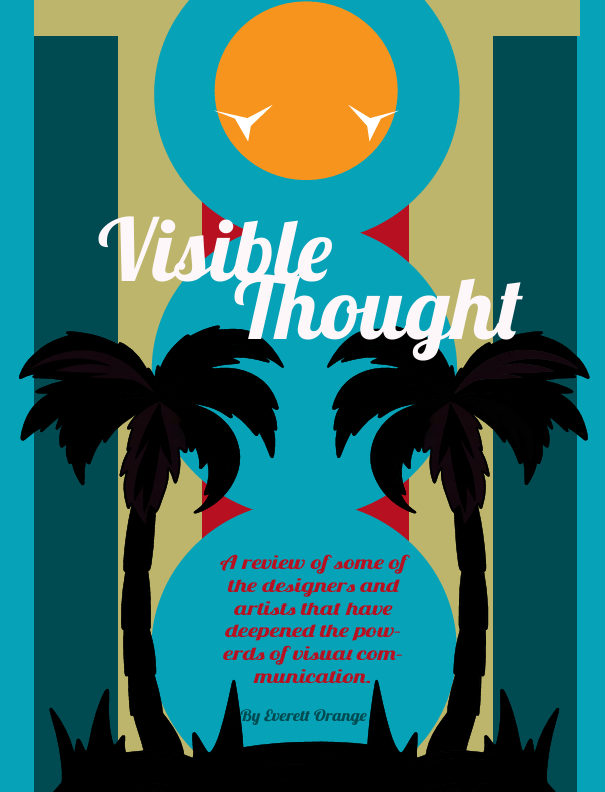 Visible
Thought
A review of some of
the designers and
artists that have
deepened the pow-
erds of visual com-
munication.
By Everett Orange